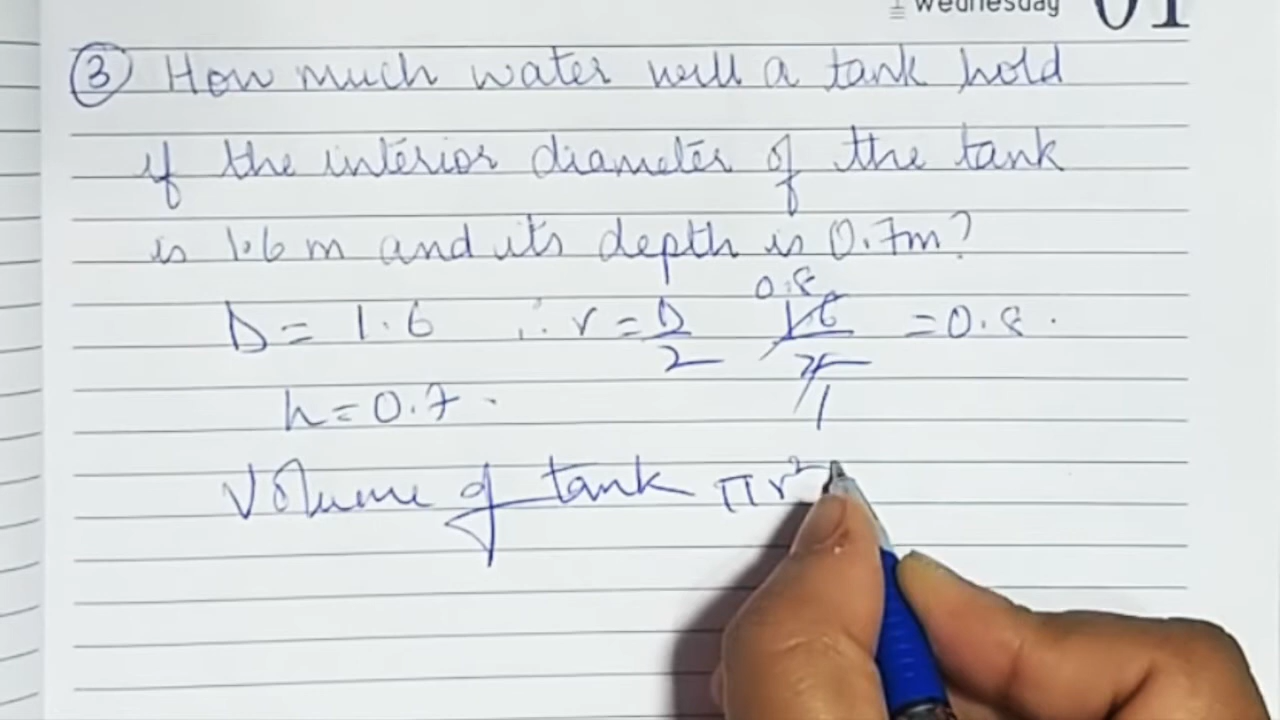 Wednesday 01
③ How much water will a tank hold
if the interior diameter of the tank
is 1.6 m and its depth is 0.7m?
D = 1.6 ∴ r = D/2 1.6/2 0.8 1 = 0.8 .
h = 0.7 .
Volume of tank πr²